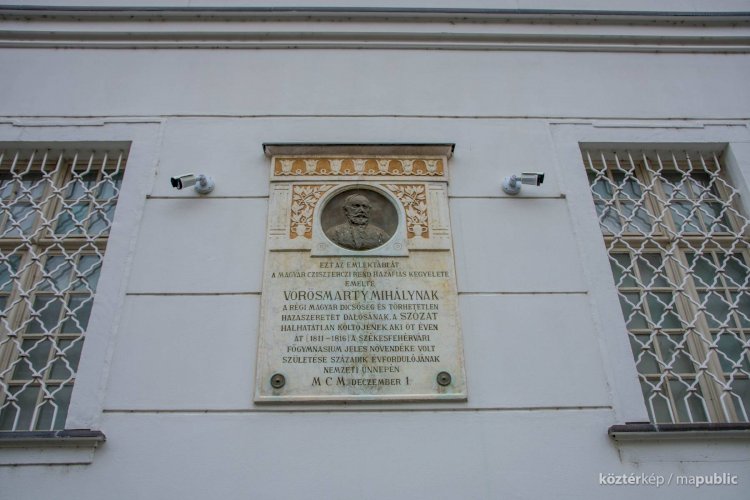 EZT AZ EMLÉKTÁBLÁT
A MAGYAR CZISZTERCZI REND HAZAFIAS KEGYELETE
EMELTE
VÖRÖSMARTY MIHÁLYNAK
A RÉGI MAGYAR DICSŐSÉG ÉS TÖRHETETLEN
HAZASZERETET DALOSÁNAK, A SZÓZAT
HALHATATLAN KÖLTŐJÉNEK, AKI ÖT ÉVEN
ÁT (1811-1816) A SZÉKESFEHÉRVÁRI
FŐGYMNÁSIUM JELES NÖVENDÉKE VOLT
SZÜLETÉSE SZÁZADIK ÉVFORDULÓJÁNAK
NEMZETI ÜNNEPÉN
M C M. DECZEMBER 1
köztérkép / mapublic